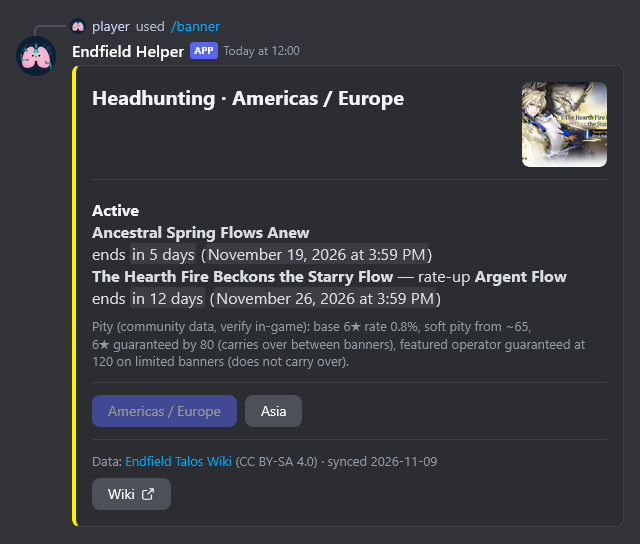 player used /banner
Endfield Helper APP Today at 12:00
Headhunting · Americas / Europe
The Hearth Fire
the Starry
Active
Ancestral Spring Flows Anew
ends in 5 days (November 19, 2026 at 3:59 PM)
The Hearth Fire Beckons the Starry Flow — rate-up Argent Flow
ends in 12 days (November 26, 2026 at 3:59 PM)
Pity (community data, verify in-game): base 6★ rate 0.8%, soft pity from ~65,
6★ guaranteed by 80 (carries over between banners), featured operator guaranteed at
120 on limited banners (does not carry over).
Americas / Europe
Asia
Data: Endfield Talos Wiki (CC BY-SA 4.0) · synced 2026-11-09
Wiki